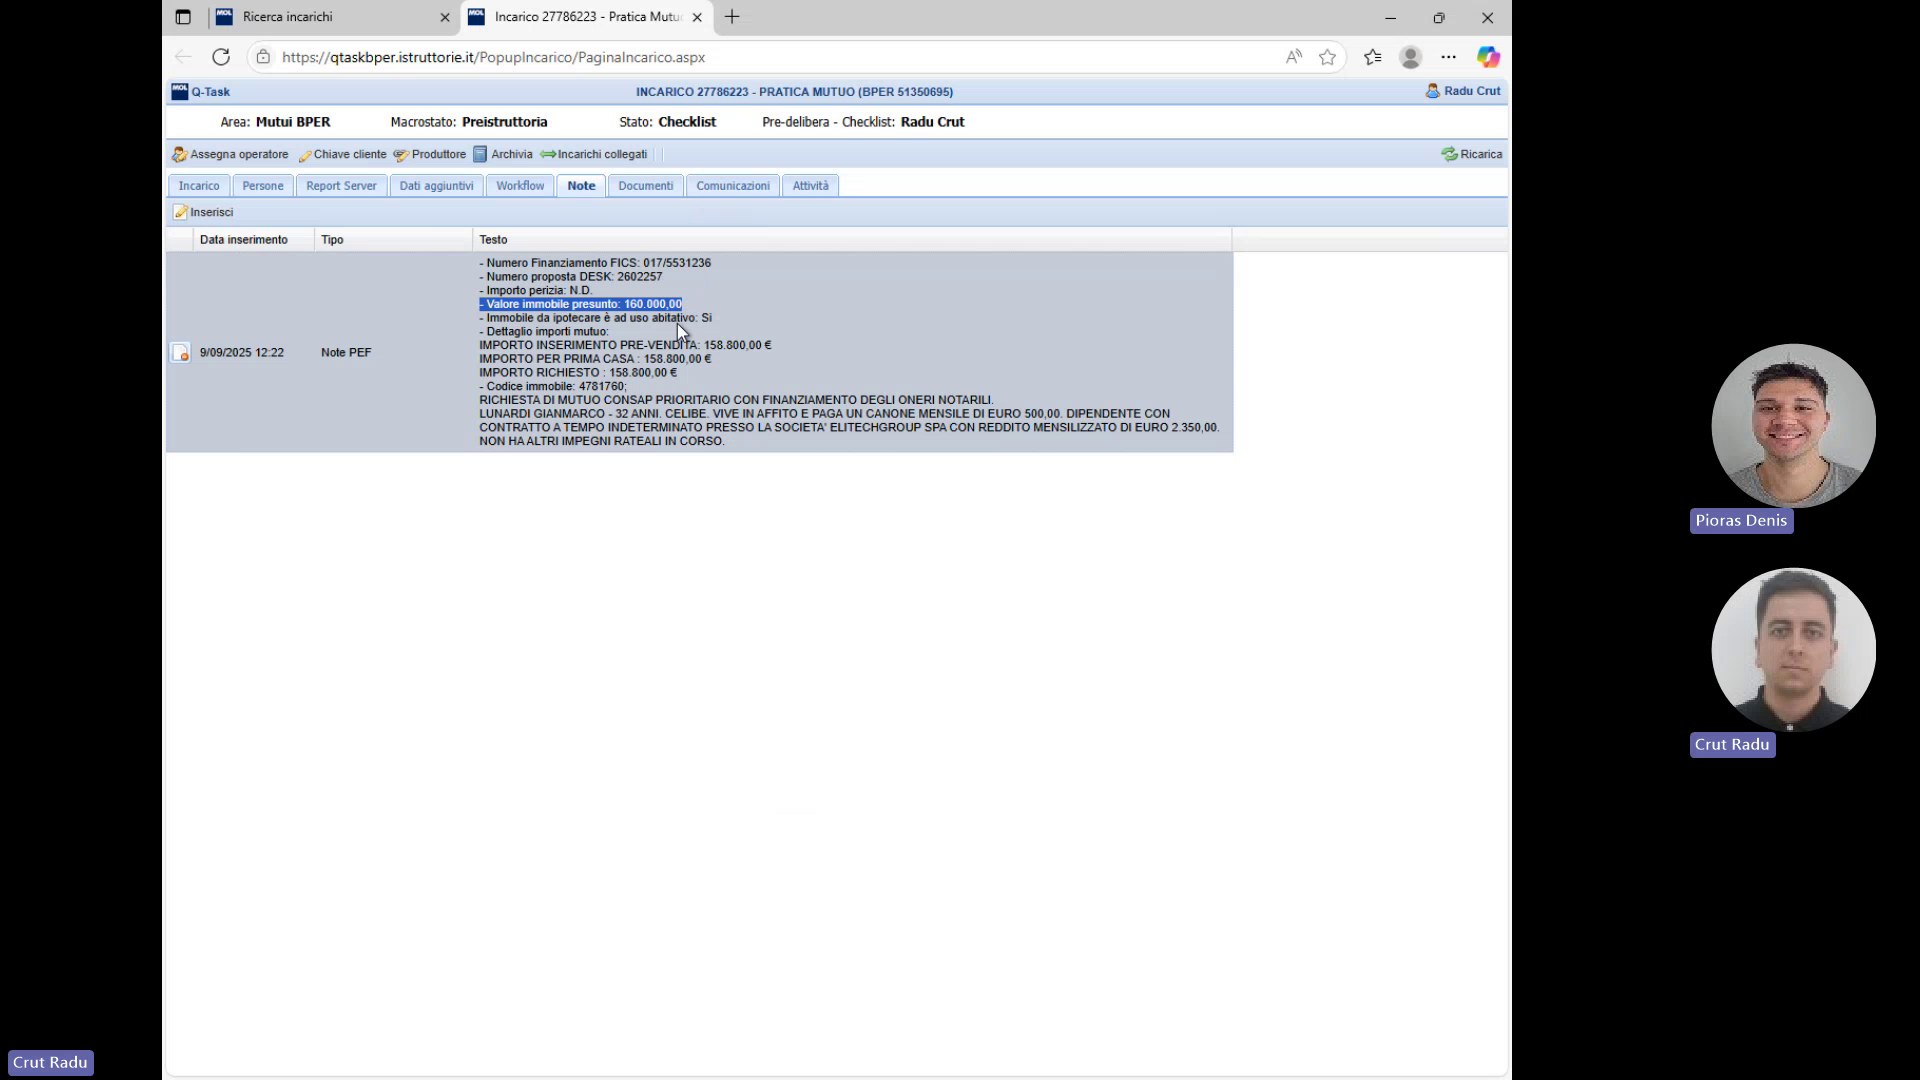 Ricerca incarichi
Incarico 27786223 - Pratica Mutu
https://qtaskbper.istruttorie.it/PopupIncarico/PaginaIncarico.aspx
MOL Q-Task
INCARICO 27786223 - PRATICA MUTUO (BPER 51350695)
Radu Crut
Area: Mutui BPER
Macrostato: Preistruttoria
Stato: Checklist
Pre-delibera - Checklist: Radu Crut
Assegna operatore
Chiave cliente
Produttore
Archivia
Incarichi collegati
Ricarica
Incarico
Persone
Report Server
Dati aggiuntivi
Workflow
Note
Documenti
Comunicazioni
Attività
Inserisci
Data inserimento
Tipo
Testo
9/09/2025 12:22
Note PEF
- Numero Finanziamento FICS: 017/5531236
- Numero proposta DESK: 2602257
- Importo perizia: N.D.
- Valore immobile presunto: 160.000,00
- Immobile da ipotecare è ad uso abitativo: Si
- Dettaglio importi mutuo:
IMPORTO INSERIMENTO PRE-VENDITA: 158.800,00 €
IMPORTO PER PRIMA CASA : 158.800,00 €
IMPORTO RICHIESTO : 158.800,00 €
- Codice immobile: 4781760;
RICHIESTA DI MUTUO CONSAP PRIORITARIO CON FINANZIAMENTO DEGLI ONERI NOTARILI.
LUNARDI GIANMARCO - 32 ANNI. CELIBE. VIVE IN AFFITO E PAGA UN CANONE MENSILE DI EURO 500,00. DIPENDENTE CON
CONTRATTO A TEMPO INDETERMINATO PRESSO LA SOCIETA' ELITECHGROUP SPA CON REDDITO MENSILIZZATO DI EURO 2.350,00.
NON HA ALTRI IMPEGNI RATEALI IN CORSO.
Pioras Denis
Crut Radu
Crut Radu